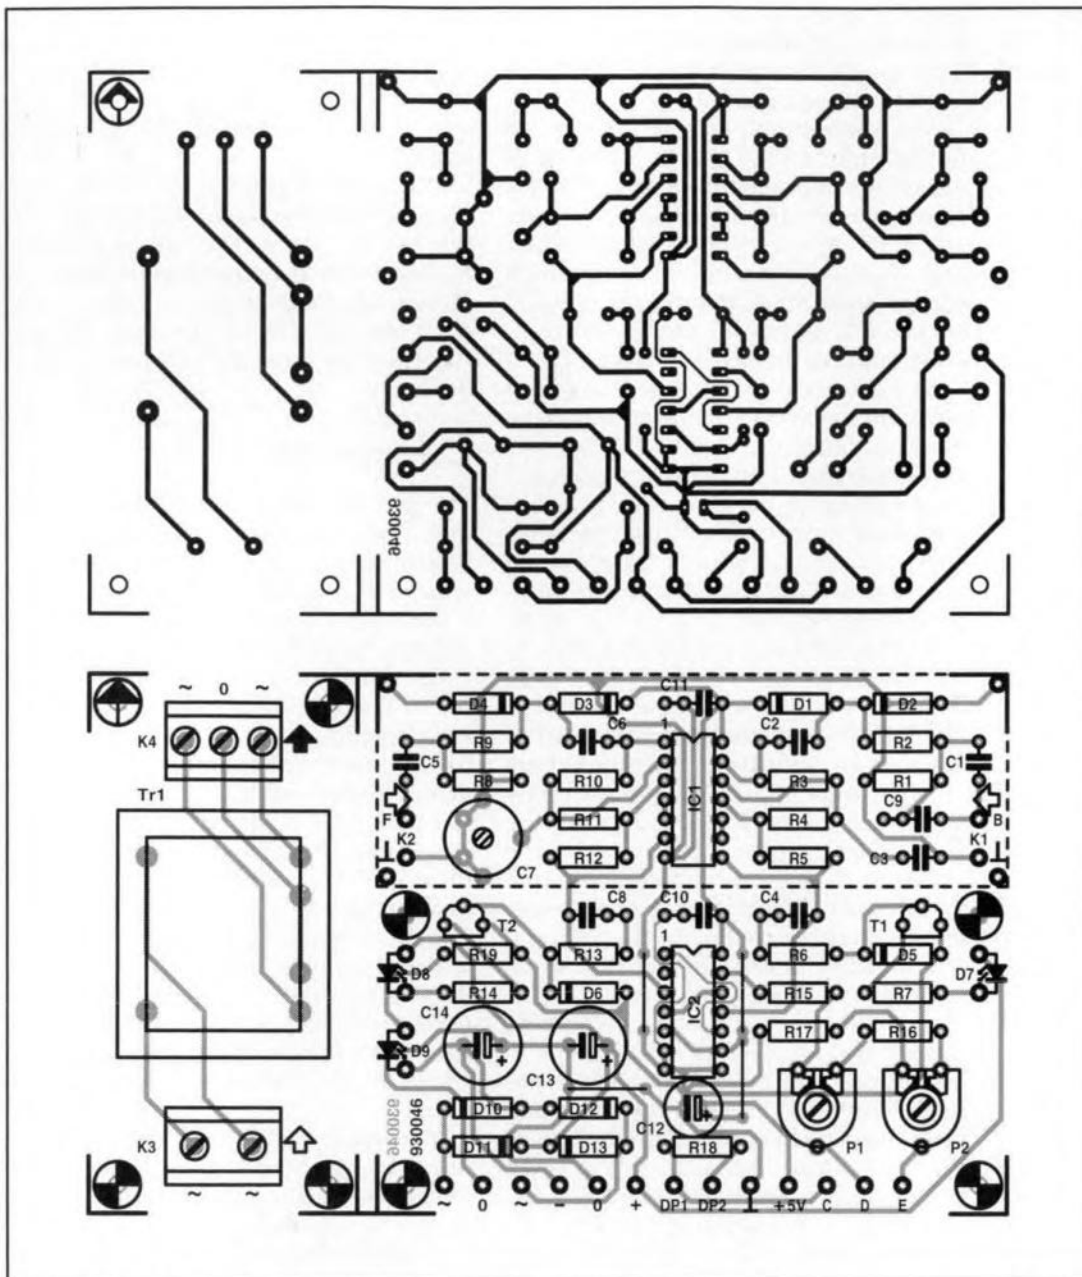 930046
~ 0 ~
K4
Tr1
K3
~ ~
C11
D4 D3 D1 D2
C6 1 C2
R9 R2
C5 C1
R8 R10 IC1 R3 R1
C9
F R11 R4 B
K2 K1
R12 R5 C3
C7
C8 C10 C4
T2 T1
1
R19 R13 R6 D5
D8 D7
R14 D6 IC2 R15 R7
C14
R17 R16
D9
+ +
C13
D10 D12 C12 +
930046 930046
D11 D13 R18 P1 P2
~ 0 ~ − 0 + DP1 DP2 ⊥ +5V C D E